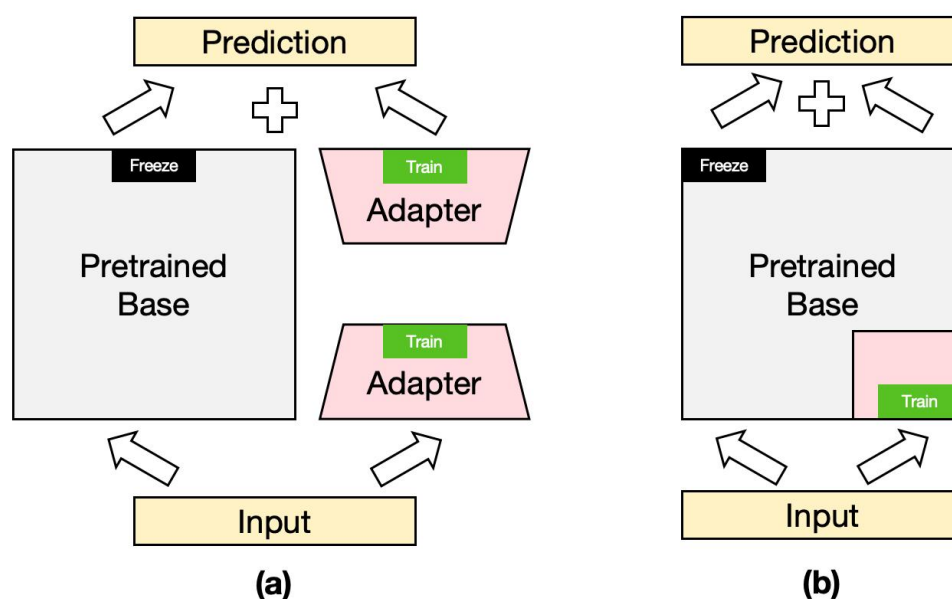 Prediction
Freeze
Train
Adapter
Pretrained
Base
Train
Adapter
Input
(a)
Prediction
Freeze
Pretrained
Base
Train
Input
(b)